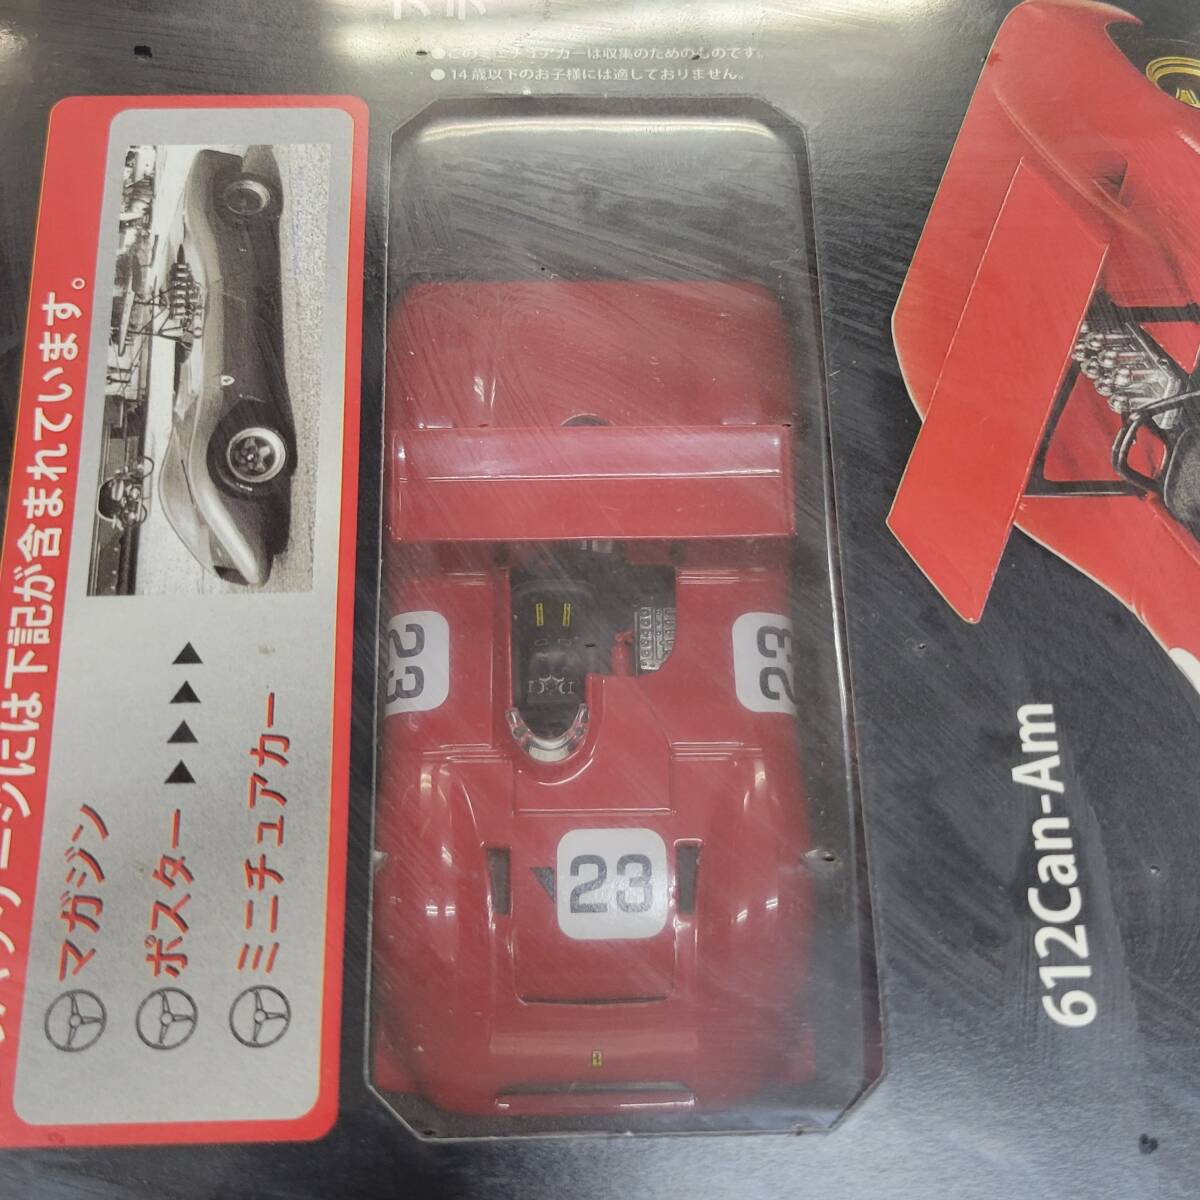 ●このミニチュアカーは収集のためのものです。
●14歳以下のお子様には適しておりません。
ージには下記が含まれています。
マガジン
ポスター ▶▶▶▶
ミニチュアカー
23
23
23
612Can-Am